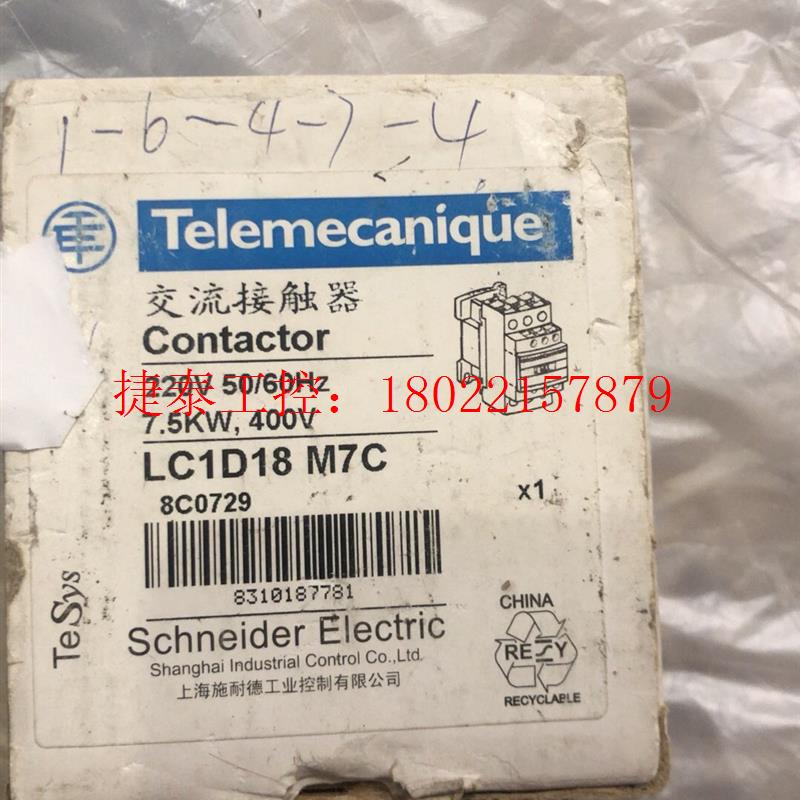 1-6-4-7-4
Telemecanique
交流接触器
Contactor
220V 50/60Hz
捷泰工控：18022157879
7.5KW, 400V
LC1D18 M7C
8C0729
x1
8310187781
TeSys
CHINA
RESY
RECYCLABLE
Schneider Electric
Shanghai Industrial Control Co.,Ltd.
上海施耐德工业控制有限公司